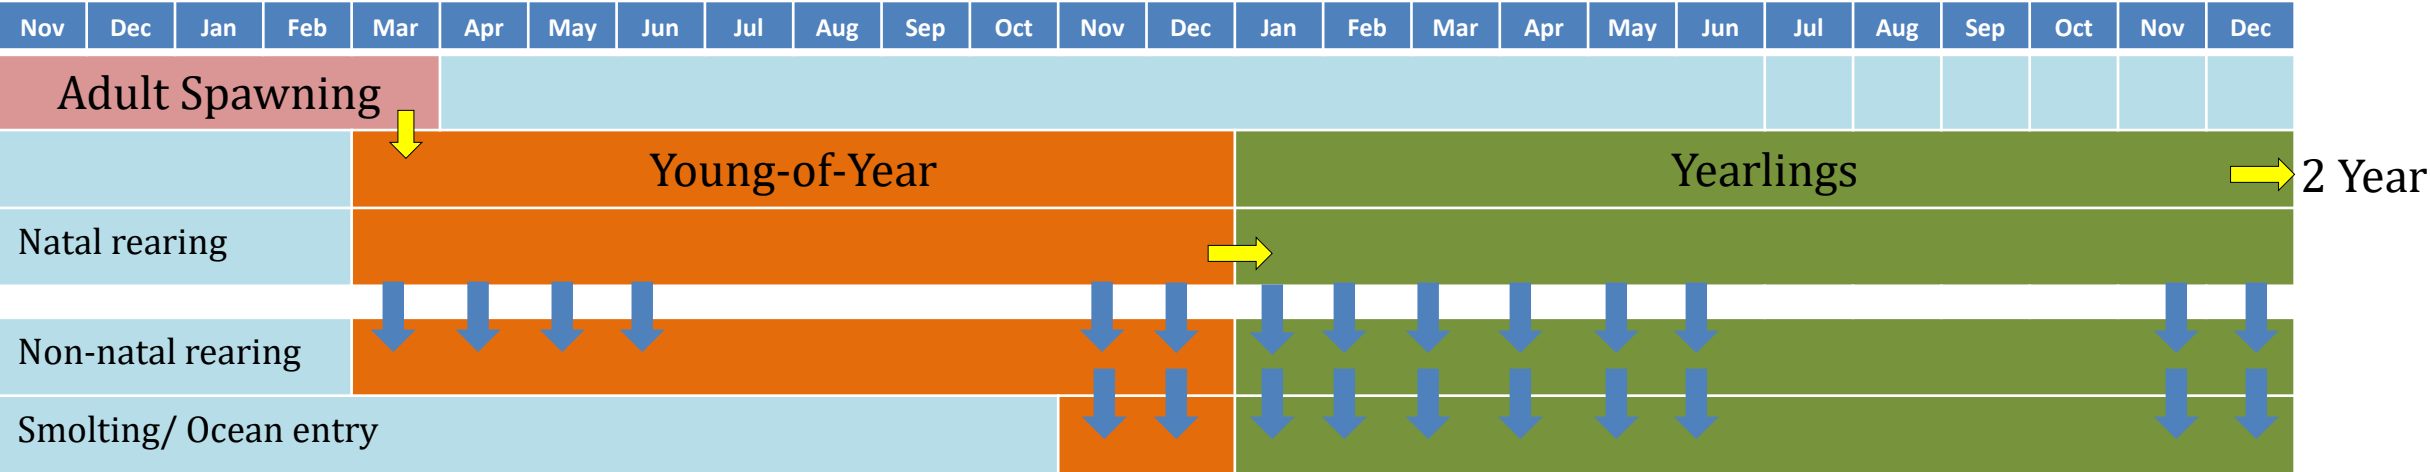 Nov Dec Jan Feb Mar Apr May Jun Jul Aug Sep Oct Nov Dec Jan Feb Mar Apr May Jun Jul Aug Sep Oct Nov Dec
Adult Spawning
Young-of-Year Yearlings 2 Year
Natal rearing
Non-natal rearing
Smolting/ Ocean entry